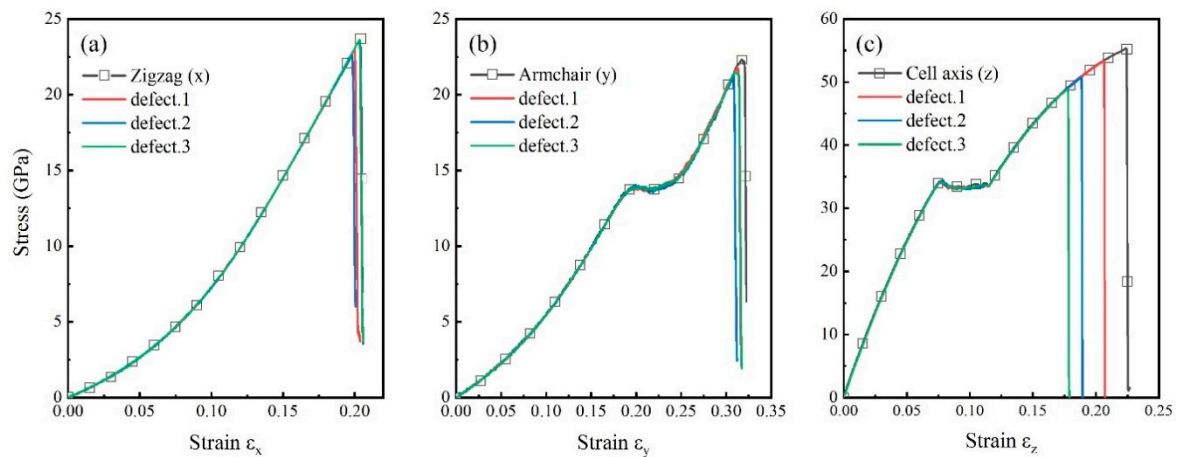 (a)
Zigzag (x)
defect.1
defect.2
defect.3
25
20
15
10
5
0
0.00 0.05 0.10 0.15 0.20
Stress (GPa)
Strain εx
(b)
Armchair (y)
defect.1
defect.2
defect.3
25
20
15
10
5
0
0.00 0.05 0.10 0.15 0.20 0.25 0.30 0.35
Strain εy
(c)
Cell axis (z)
defect.1
defect.2
defect.3
60
50
40
30
20
10
0
0.00 0.05 0.10 0.15 0.20 0.25
Strain εz